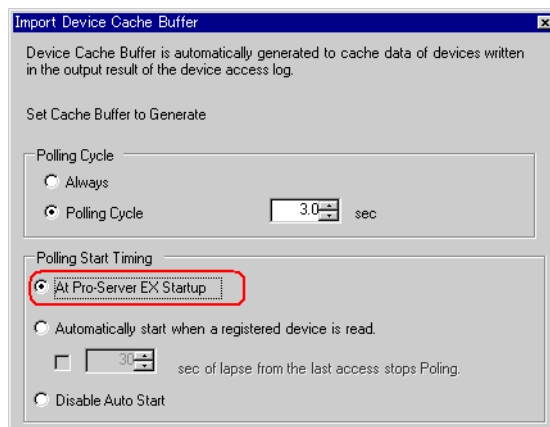 Import Device Cache Buffer
Device Cache Buffer is automatically generated to cache data of devices written
in the output result of the device access log.
Set Cache Buffer to Generate
Polling Cycle
Always
Polling Cycle 3.0 sec
Polling Start Timing
At Pro-Server EX Startup
Automatically start when a registered device is read.
30 sec of lapse from the last access stops Poling.
Disable Auto Start